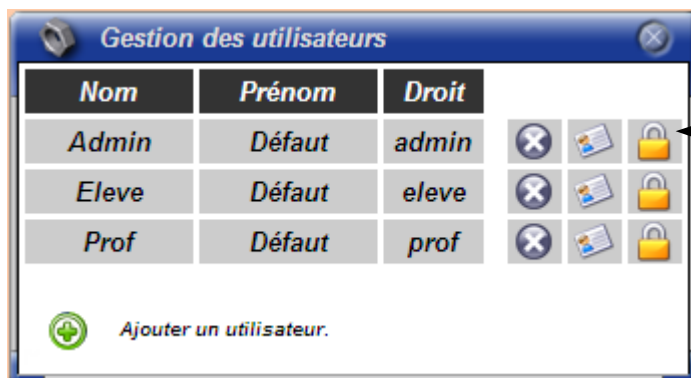 Gestion des utilisateurs
Nom Prénom Droit
Admin Défaut admin
Eleve Défaut eleve
Prof Défaut prof
Ajouter un utilisateur.